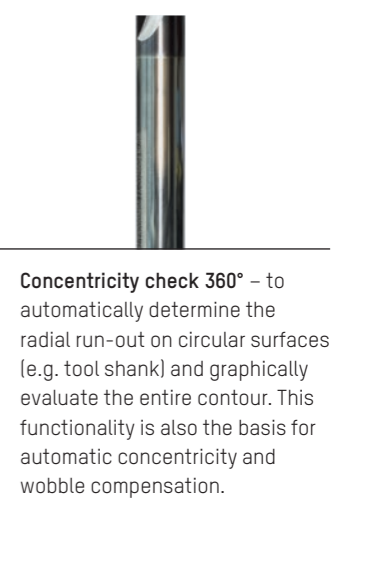 Concentricity check 360° – to
automatically determine the
radial run-out on circular surfaces
(e.g. tool shank) and graphically
evaluate the entire contour. This
functionality is also the basis for
automatic concentricity and
wobble compensation.